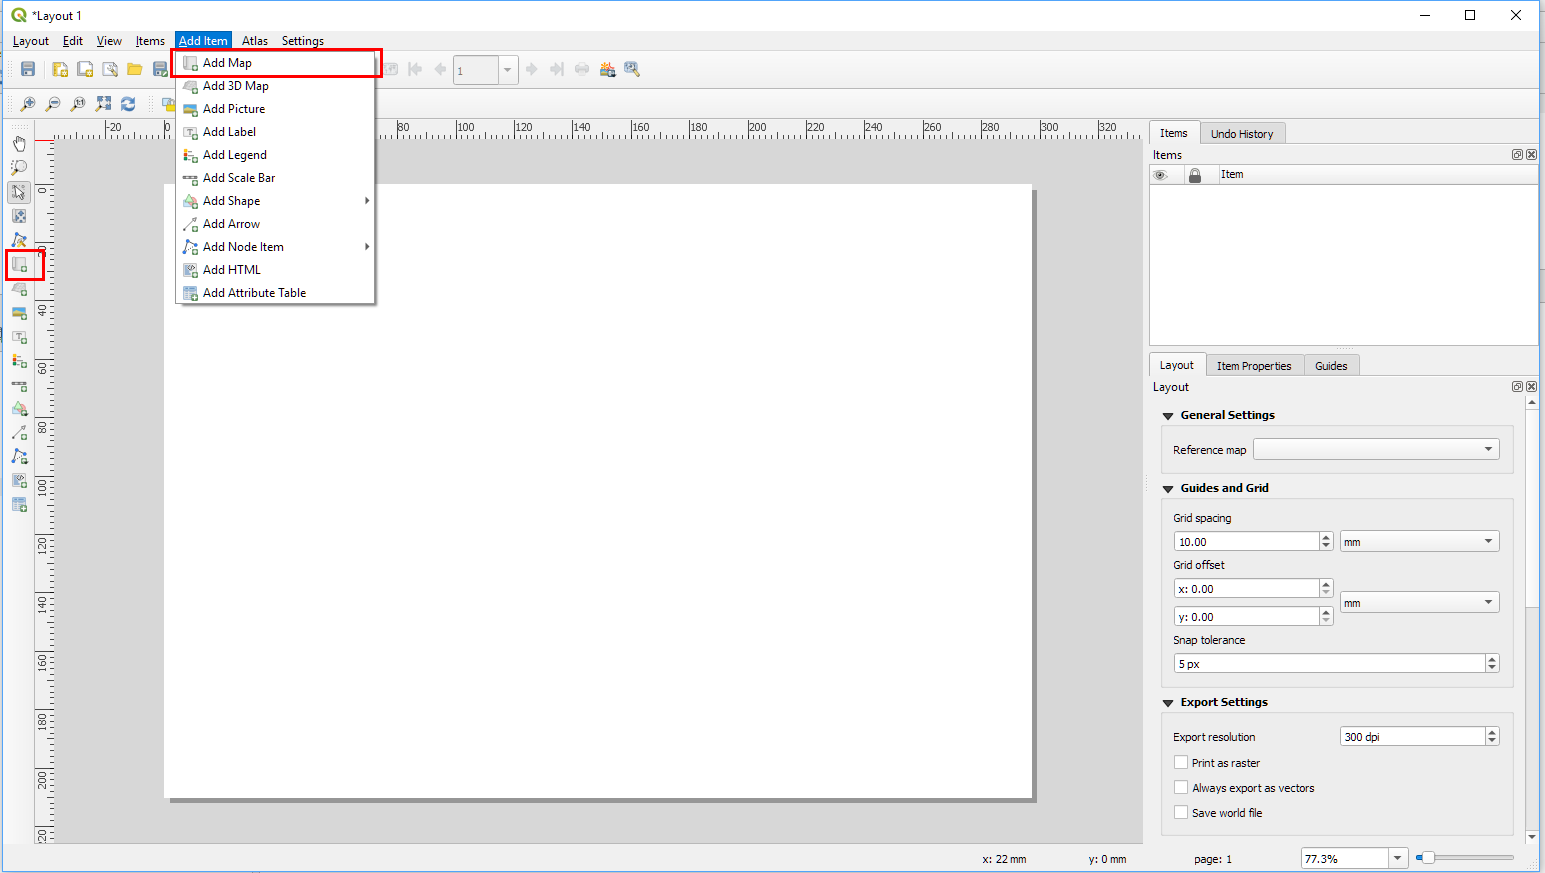 *Layout 1
Layout Edit View Items Add Item Atlas Settings
Add Map
1
Add 3D Map
Add Picture
Add Label
Add Legend
Add Scale Bar
Add Shape
Add Arrow
Add Node Item
Add HTML
Add Attribute Table
-20 0 80 100 120 140 160 180 200 220 240 260 280 300 320
0
40
60
80
100
120
140
160
180
200
220
Items Undo History
Items
Item
Layout Item Properties Guides
Layout
General Settings
Reference map
Guides and Grid
Grid spacing
10.00 mm
Grid offset
x: 0.00
mm
y: 0.00
Snap tolerance
5 px
Export Settings
Export resolution 300 dpi
Print as raster
Always export as vectors
Save world file
x: 22 mm y: 0 mm page: 1 77.3%